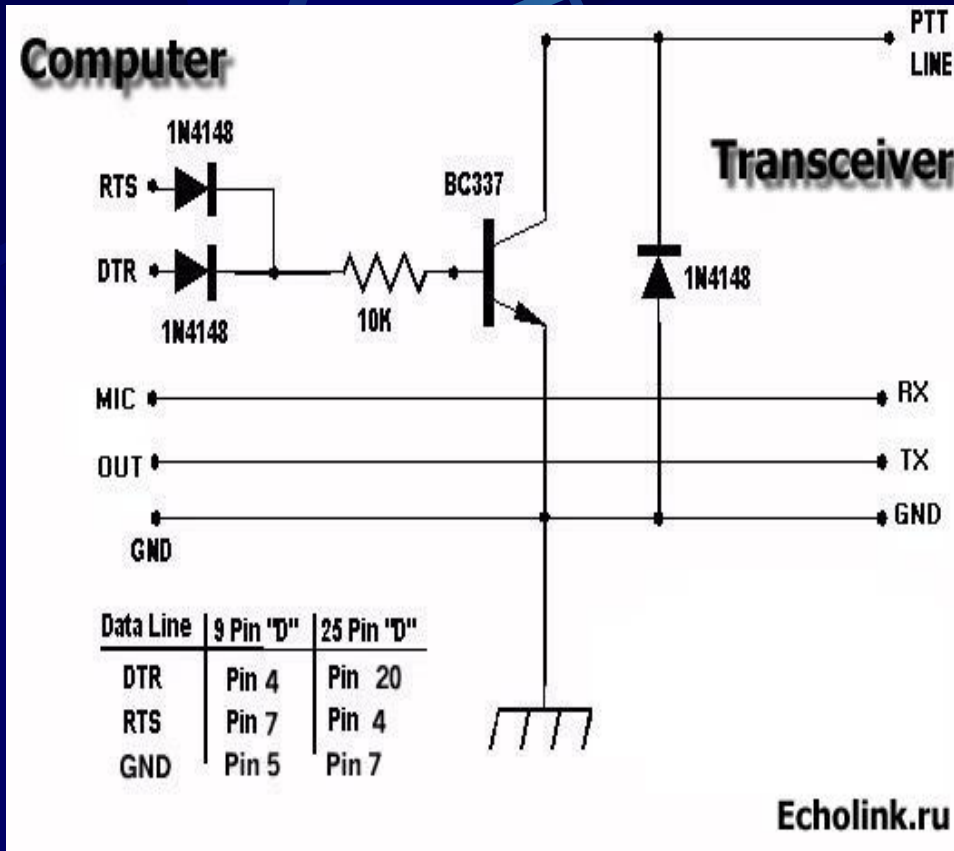 PTT
LINE
Computer
1N4148
Transceiver
RTS
BC337
DTR
1N4148
10K
1N4148
MIC
RX
OUT
TX
GND
GND
Data Line 9 Pin "D" 25 Pin "D"
DTR Pin 4 Pin 20
RTS Pin 7 Pin 4
GND Pin 5 Pin 7
Echolink.ru